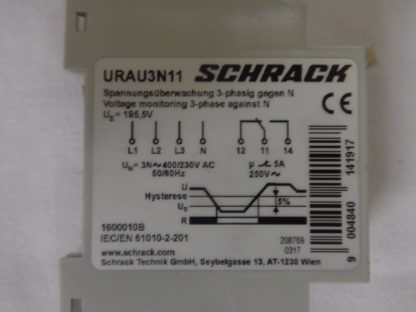 URAU3N11 SCHRACK
Spannungsüberwachung 3-phasig gegen N
Voltage monitoring 3-phase against N
Us = 195,5V
CE
L1 L2 L3 N 12 11 14
UN = 3N~400/230V AC
50/60Hz
µ 5A
250V~
U
Hysterese
Us
5%
R
1600010B
IEC/EN 61010-2-201
208769
0317
www.schrack.com
Schrack Technik GmbH, Seybelgasse 13, AT-1230 Wien
9 004840 141917